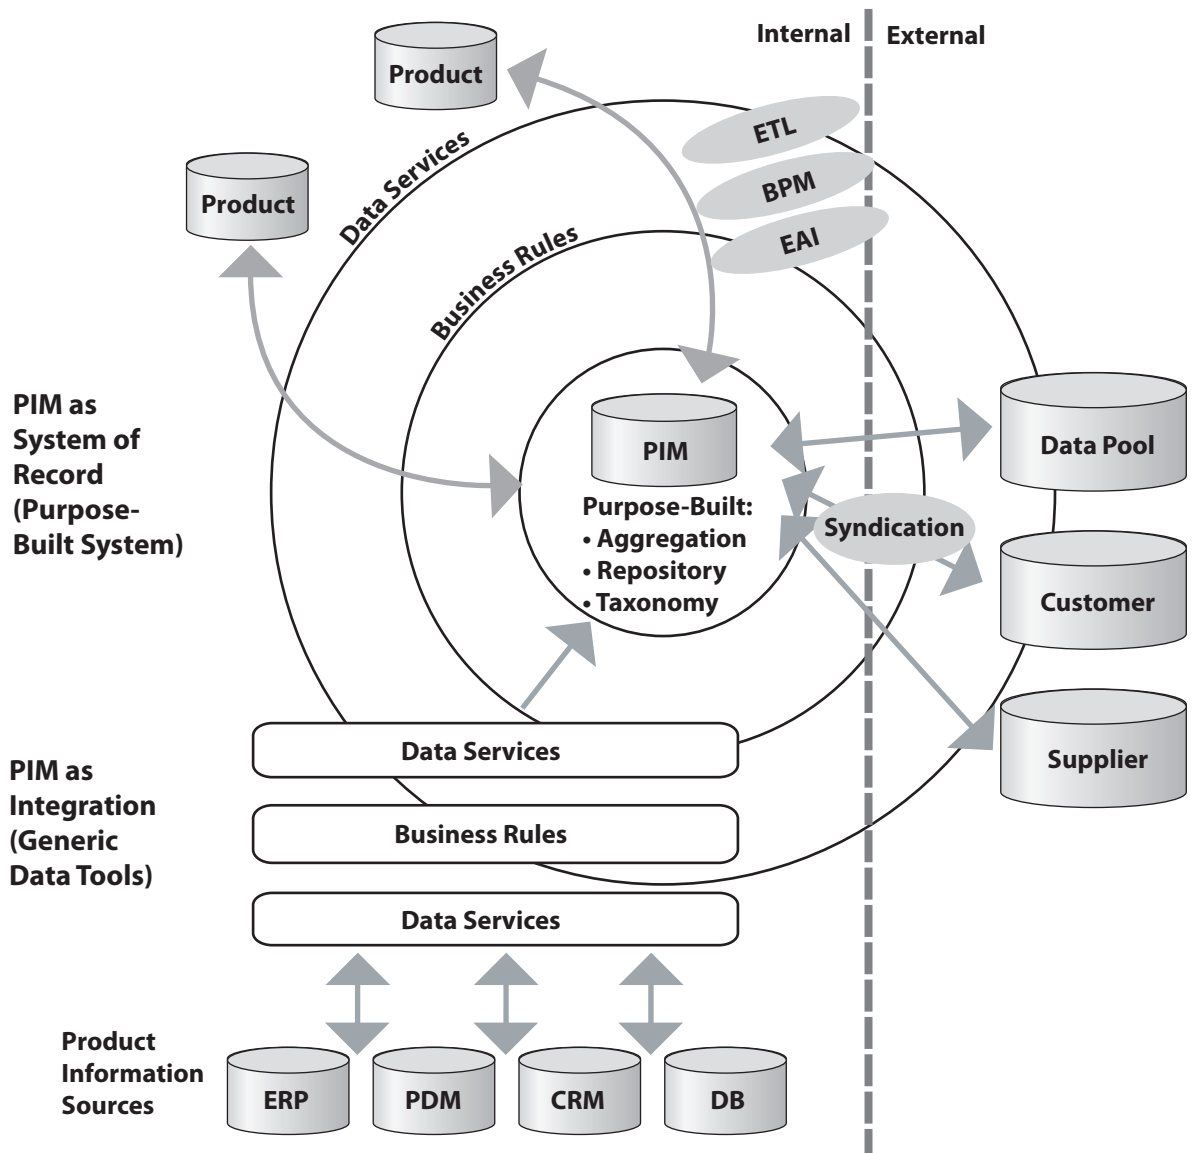 Internal
External
Product
ETL
Data Services
BPM
Product
Business Rules
EAI
PIM as
System of
Record
(Purpose-
Built System)
PIM
Purpose-Built:
• Aggregation
• Repository
• Taxonomy
Data Pool
Syndication
Customer
Supplier
PIM as
Integration
(Generic
Data Tools)
Data Services
Business Rules
Data Services
Product
Information
Sources
ERP
PDM
CRM
DB